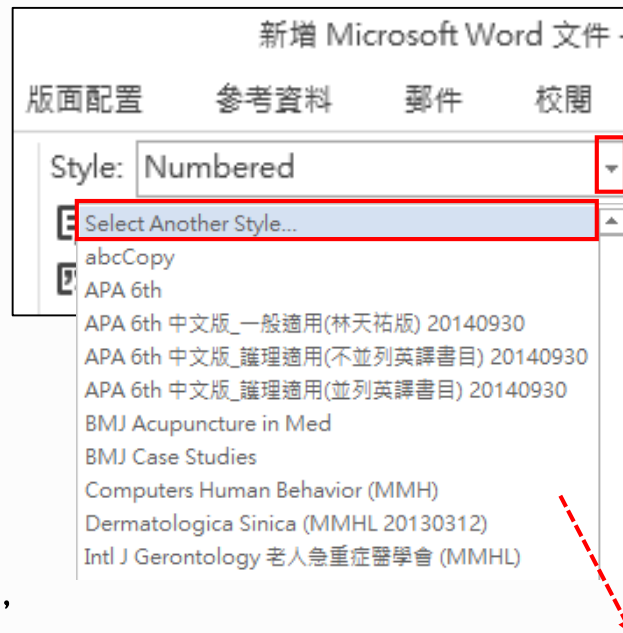 新增 Microsoft Word 文件 -
版面配置 參考資料 郵件 校閱
Style: Numbered
Select Another Style...
abcCopy
APA 6th
APA 6th 中文版_一般適用(林天祐版) 20140930
APA 6th 中文版_護理適用(不並列英譯書目) 20140930
APA 6th 中文版_護理適用(並列英譯書目) 20140930
BMJ Acupuncture in Med
BMJ Case Studies
Computers Human Behavior (MMH)
Dermatologica Sinica (MMHL 20130312)
Intl J Gerontology 老人急重症醫學會 (MMHL)
，